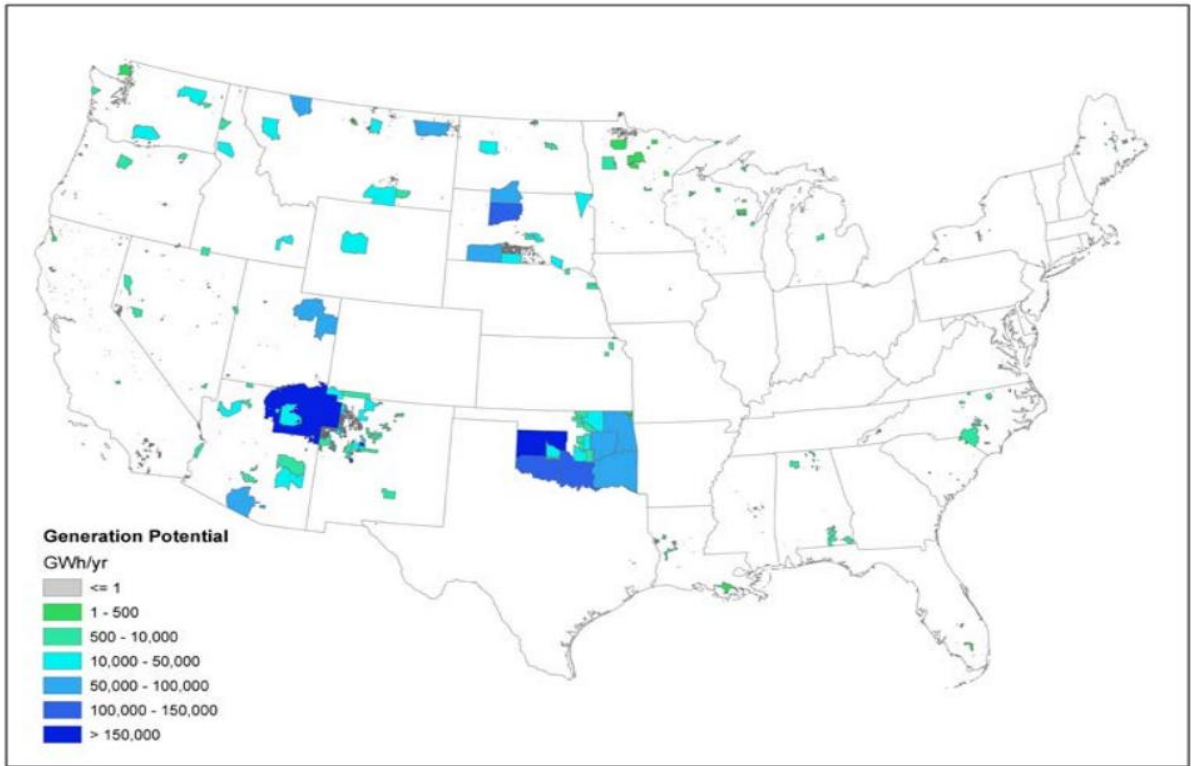 Generation Potential
GWh/yr
<= 1
1 - 500
500 - 10,000
10,000 - 50,000
50,000 - 100,000
100,000 - 150,000
> 150,000